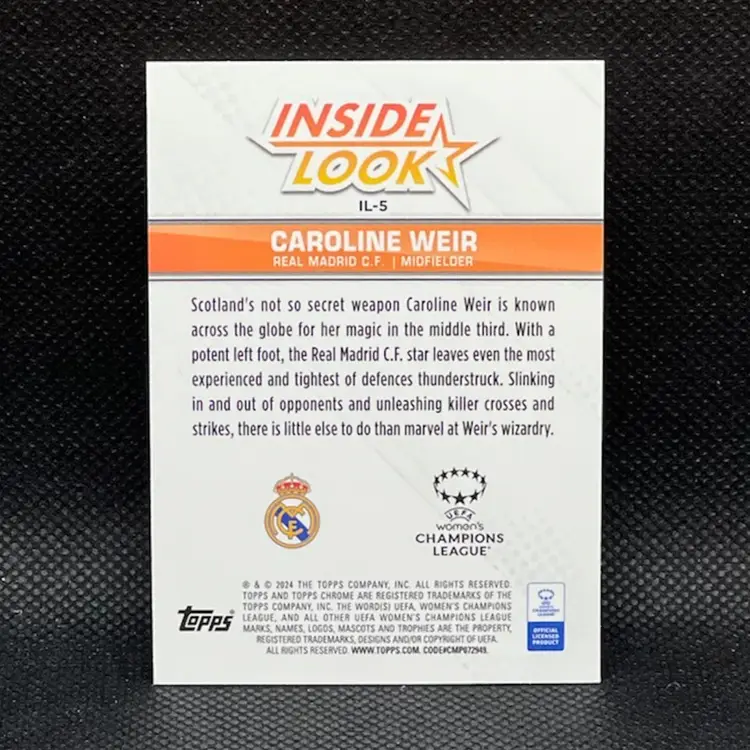 INSIDE
LOOK
IL-5
CAROLINE WEIR
REAL MADRID C.F. | MIDFIELDER
Scotland's not so secret weapon Caroline Weir is known
across the globe for her magic in the middle third. With a
potent left foot, the Real Madrid C.F. star leaves even the most
experienced and tightest of defences thunderstruck. Slinking
in and out of opponents and unleashing killer crosses and
strikes, there is little else to do than marvel at Weir's wizardry.
UEFA
women's
CHAMPIONS
LEAGUE
® & © 2024 THE TOPPS COMPANY, INC. ALL RIGHTS RESERVED.
TOPPS AND TOPPS CHROME ARE REGISTERED TRADEMARKS OF THE
TOPPS COMPANY, INC. THE WORD(S) UEFA, WOMEN'S CHAMPIONS
LEAGUE, AND ALL OTHER UEFA WOMEN'S CHAMPIONS LEAGUE
MARKS, NAMES, LOGOS, MASCOTS AND TROPHIES ARE THE PROPERTY,
REGISTERED TRADEMARKS, DESIGNS AND/OR COPYRIGHT OF UEFA.
ALL RIGHTS RESERVED. WWW.TOPPS.COM. CODE#CMP072949.
topps®
OFFICIAL
LICENSED
PRODUCT